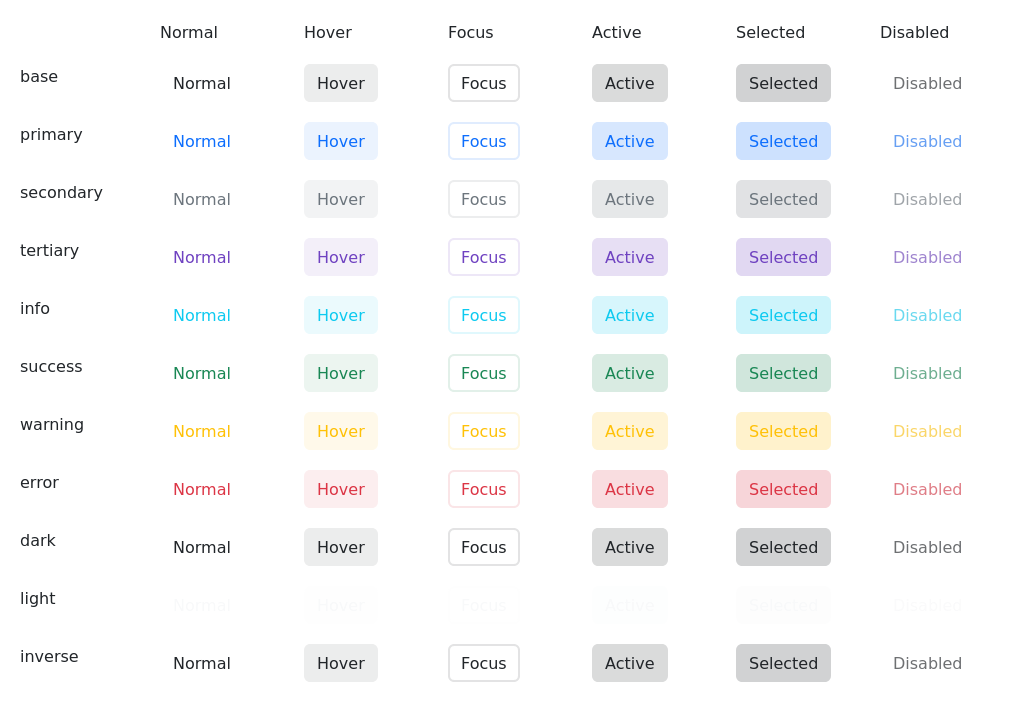 Normal Hover Focus Active Selected Disabled
base Normal Hover Focus Active Selected Disabled
primary Normal Hover Focus Active Selected Disabled
secondary Normal Hover Focus Active Selected Disabled
tertiary Normal Hover Focus Active Selected Disabled
info Normal Hover Focus Active Selected Disabled
success Normal Hover Focus Active Selected Disabled
warning Normal Hover Focus Active Selected Disabled
error Normal Hover Focus Active Selected Disabled
dark Normal Hover Focus Active Selected Disabled
light Normal Hover Focus Active Selected Disabled
inverse Normal Hover Focus Active Selected Disabled